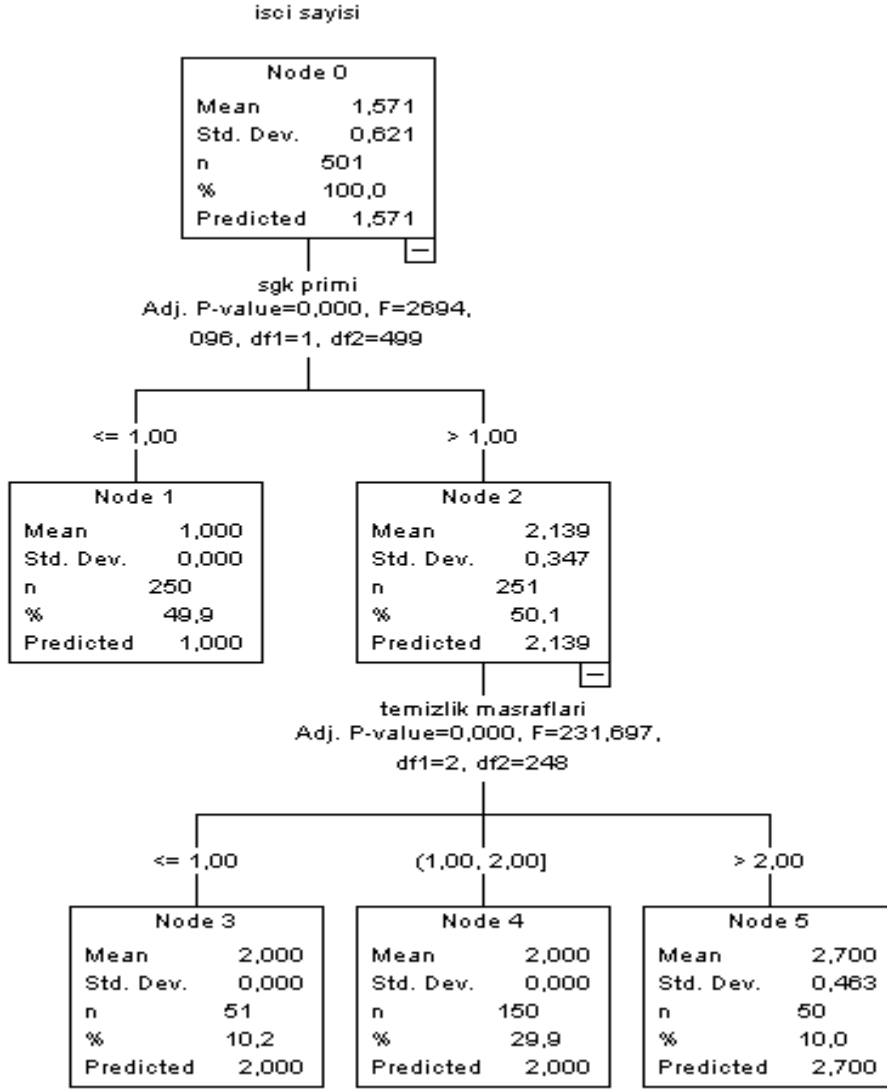 isci sayisi
Node 0
Mean 1,571
Std. Dev. 0,621
n 501
% 100,0
Predicted 1,571
sgk primi
Adj. P-value=0,000, F=2694,
096, df1=1, df2=499
<= 1,00
> 1,00
Node 1
Mean 1,000
Std. Dev. 0,000
n 250
% 49,9
Predicted 1,000
Node 2
Mean 2,139
Std. Dev. 0,347
n 251
% 50,1
Predicted 2,139
temizlik masraflari
Adj. P-value=0,000, F=231,697,
df1=2, df2=248
<= 1,00
(1,00, 2,00]
> 2,00
Node 3
Mean 2,000
Std. Dev. 0,000
n 51
% 10,2
Predicted 2,000
Node 4
Mean 2,000
Std. Dev. 0,000
n 150
% 29,9
Predicted 2,000
Node 5
Mean 2,700
Std. Dev. 0,463
n 50
% 10,0
Predicted 2,700